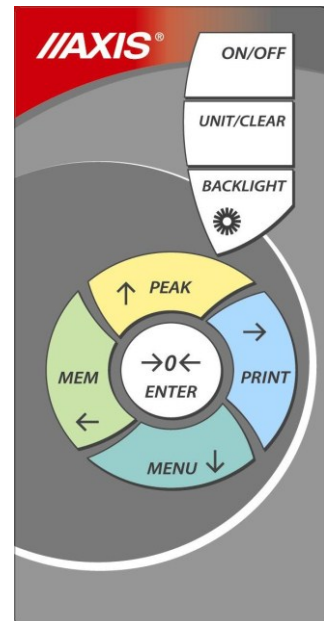 //AXIS®
ON/OFF
UNIT/CLEAR
BACKLIGHT
↑ PEAK
→0←
ENTER
MEM
←
→
PRINT
MENU ↓